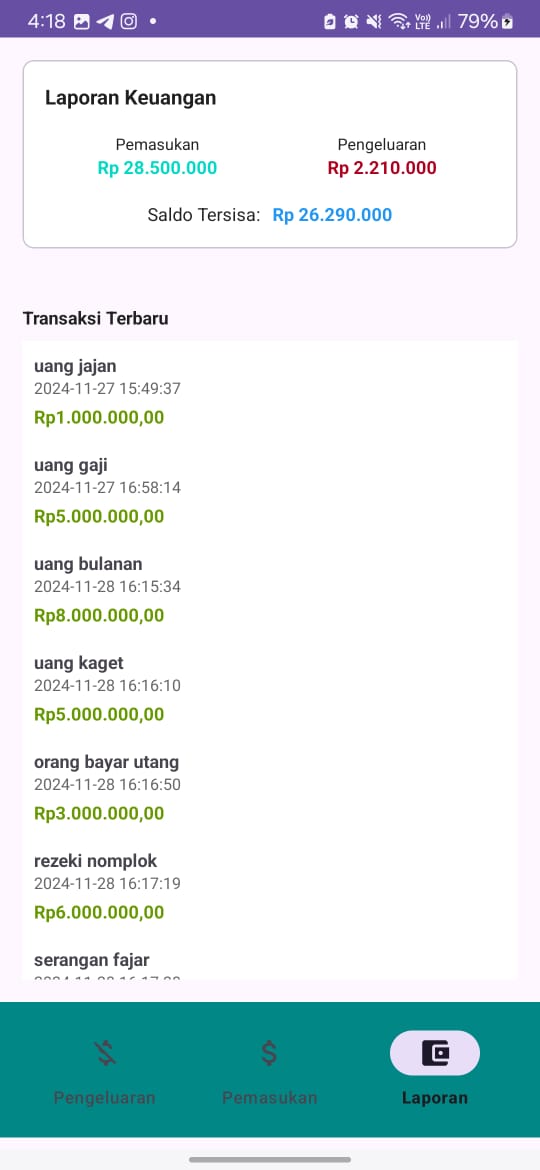 4:18
Vo))
LTE
79%
Laporan Keuangan
Pemasukan
Pengeluaran
Rp 28.500.000
Rp 2.210.000
Saldo Tersisa: Rp 26.290.000
Transaksi Terbaru
uang jajan
2024-11-27 15:49:37
Rp1.000.000,00
uang gaji
2024-11-27 16:58:14
Rp5.000.000,00
uang bulanan
2024-11-28 16:15:34
Rp8.000.000,00
uang kaget
2024-11-28 16:16:10
Rp5.000.000,00
orang bayar utang
2024-11-28 16:16:50
Rp3.000.000,00
rezeki nomplok
2024-11-28 16:17:19
Rp6.000.000,00
serangan fajar
Pengeluaran
Pemasukan
Laporan